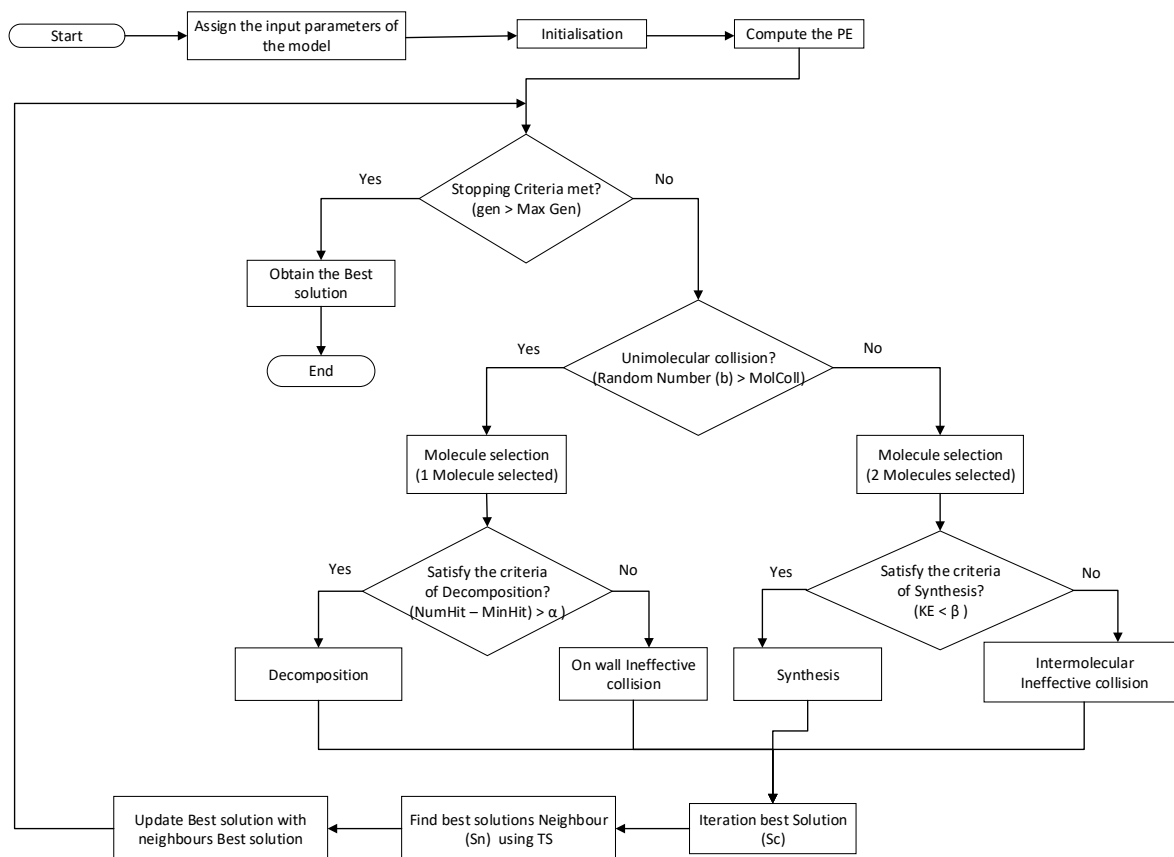 Start
Assign the input parameters of
the model
Initialisation
Compute the PE
Yes
No
Stopping Criteria met?
(gen > Max Gen)
Obtain the Best
solution
End
Yes
No
Unimolecular collision?
(Random Number (b) > MolColl)
Molecule selection
(1 Molecule selected)
Molecule selection
(2 Molecules selected)
Yes
No
Satisfy the criteria
of Decomposition?
(NumHit – MinHit) > α )
Yes
No
Satisfy the criteria
of Synthesis?
(KE < β )
Decomposition
On wall Ineffective
collision
Synthesis
Intermolecular
Ineffective collision
Update Best solution with
neighbours Best solution
Find best solutions Neighbour
(Sn) using TS
Iteration best Solution
(Sc)